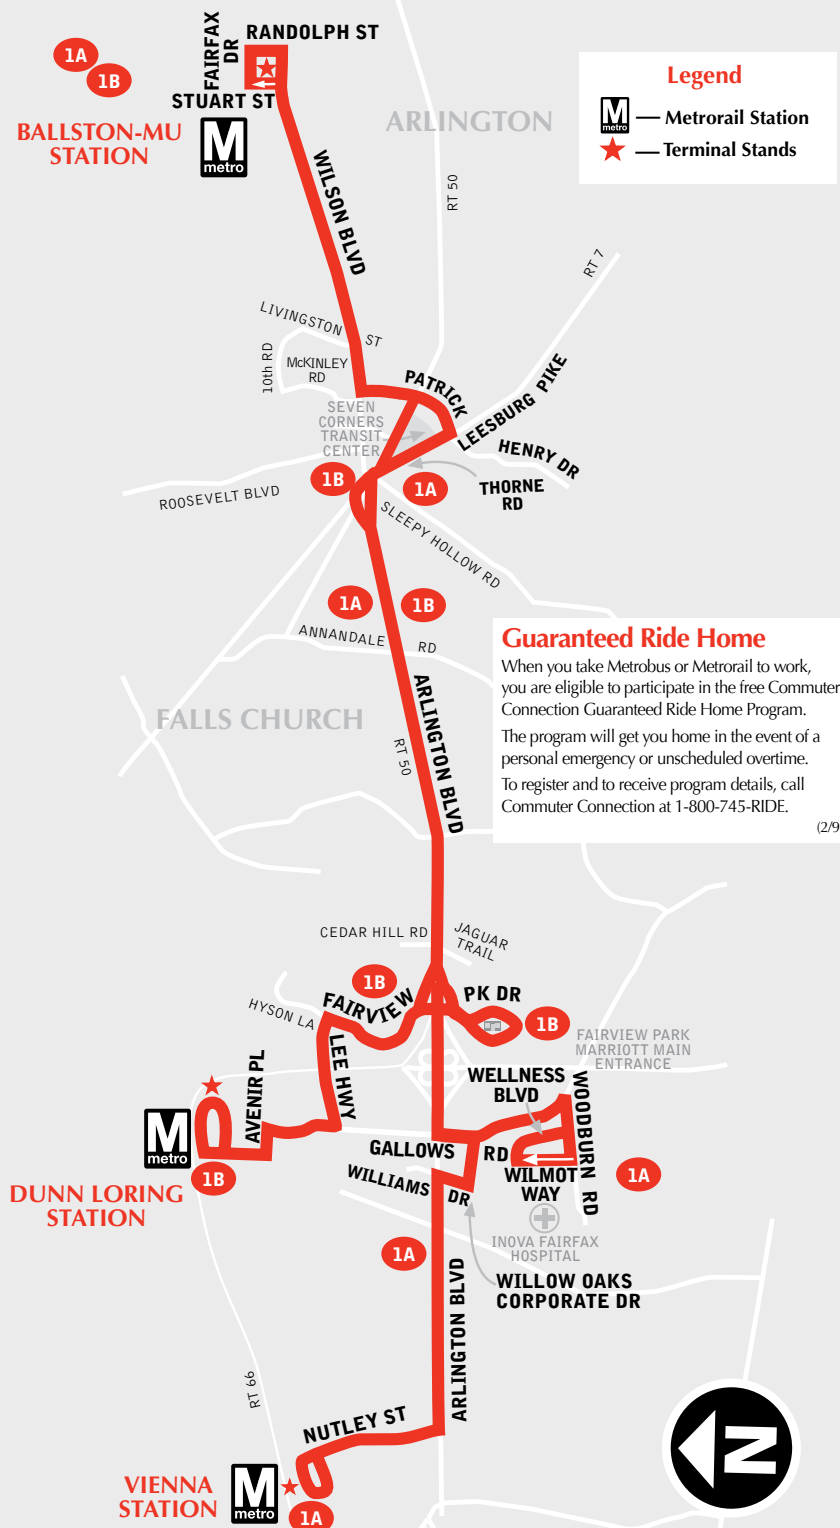 FAIRFAX
DR
RANDOLPH ST
1A
1B
STUART ST
BALLSTON-MU
STATION
M
metro
ARLINGTON
Legend
M
metro
— Metrorail Station
— Terminal Stands
WILSON BLVD
RT 50
RT 7
LIVINGSTON ST
10th RD
McKINLEY
RD
PATRICK
HENRY DR
LEESBURG PIKE
SEVEN
CORNERS
TRANSIT
CENTER
1B
1A
THORNE
RD
ROOSEVELT BLVD
SLEEPY HOLLOW RD
1A
1B
ANNANDALE RD
Guaranteed Ride Home
When you take Metrobus or Metrorail to work,
you are eligible to participate in the free Commuter
Connection Guaranteed Ride Home Program.
The program will get you home in the event of a
personal emergency or unscheduled overtime.
To register and to receive program details, call
Commuter Connection at 1-800-745-RIDE.
(2/9
FALLS CHURCH
ARLINGTON BLVD
RT 50
CEDAR HILL RD
JAGUAR
TRAIL
1B
FAIRVIEW PK DR
1B
HYSON LA
FAIRVIEW PARK
MARRIOTT MAIN
ENTRANCE
LEE HWY
AVENIR PL
WELLNESS
BLVD
WOODBURN RD
M
metro
DUNN LORING
STATION
1B
GALLOWS RD
WILLIAMS DR
WILMOT
WAY
1A
INOVA FAIRFAX
HOSPITAL
1A
WILLOW OAKS
CORPORATE DR
ARLINGTON BLVD
RT 66
NUTLEY ST
VIENNA
STATION
M
metro
1A
N